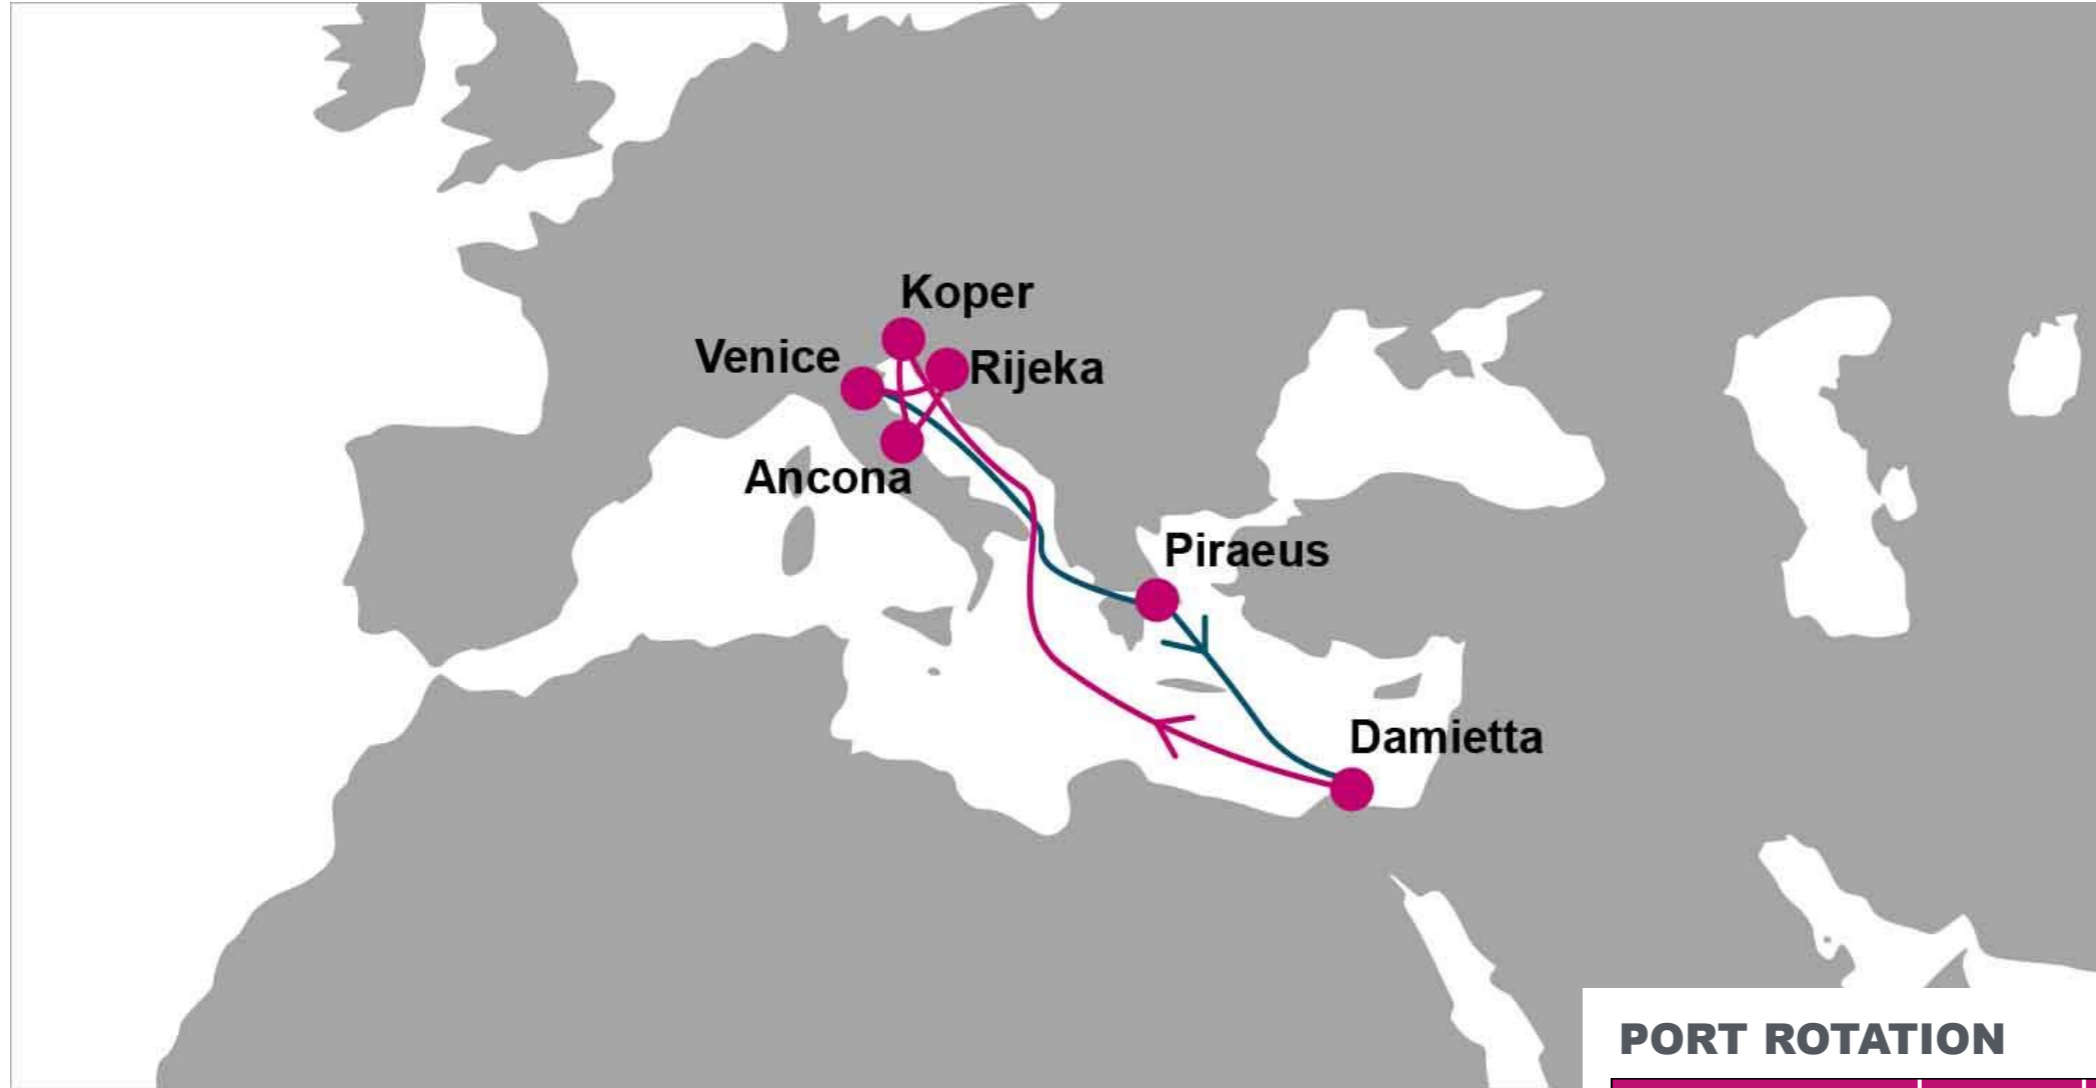 Koper
Venice
Rijeka
Ancona
Piraeus
Damietta
PORT ROTATION